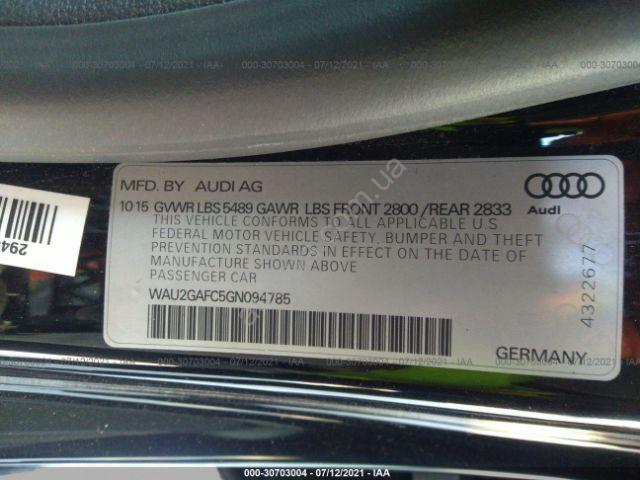 MFD. BY AUDI AG
10 15 GVWR LBS 5489 GAWR LBS FRONT 2800 /REAR 2833
THIS VEHICLE CONFORMS TO ALL APPLICABLE U.S
FEDERAL MOTOR VEHICLE SAFETY, BUMPER AND THEFT
PREVENTION STANDARDS IN EFFECT ON THE DATE OF
MANUFACTURE SHOWN ABOVE
PASSENGER CAR
WAU2GAFC5GN094785
Audi
4322677
GERMANY
000-30703004 - 07/12/2021 - IAA